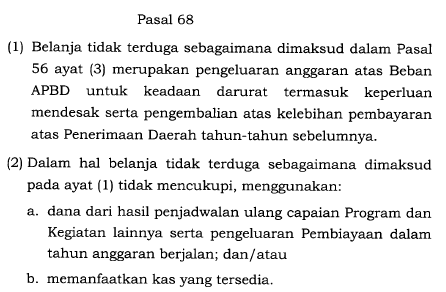 Pasal 68
(1) Belanja tidak terduga sebagaimana dimaksud dalam Pasal
56 ayat (3) merupakan pengeluaran anggaran atas Beban
APBD untuk keadaan darurat termasuk keperluan
mendesak serta pengembalian atas kelebihan pembayaran
atas Penerimaan Daerah tahun-tahun sebelumnya.
(2) Dalam hal belanja tidak terduga sebagaimana dimaksud
pada ayat (1) tidak mencukupi, menggunakan:
a. dana dari hasil penjadwalan ulang capaian Program dan
Kegiatan lainnya serta pengeluaran Pembiayaan dalam
tahun anggaran berjalan; dan/atau
b. memanfaatkan kas yang tersedia.